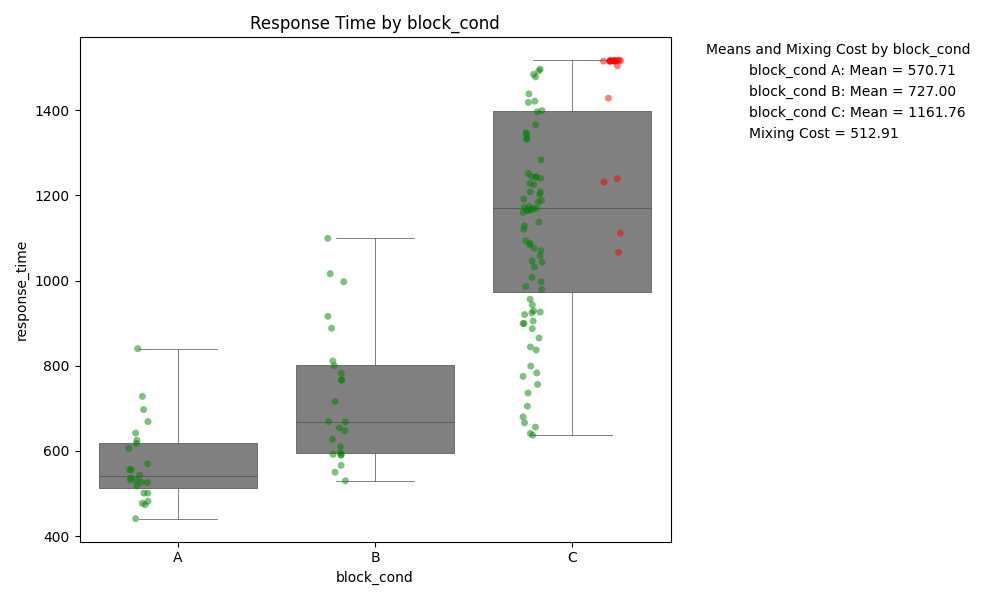 Response Time by block_cond
Means and Mixing Cost by block_cond
block_cond A: Mean = 570.71
block_cond B: Mean = 727.00
block_cond C: Mean = 1161.76
Mixing Cost = 512.91
response_time
1400
1200
1000
800
600
400
A
B
C
block_cond